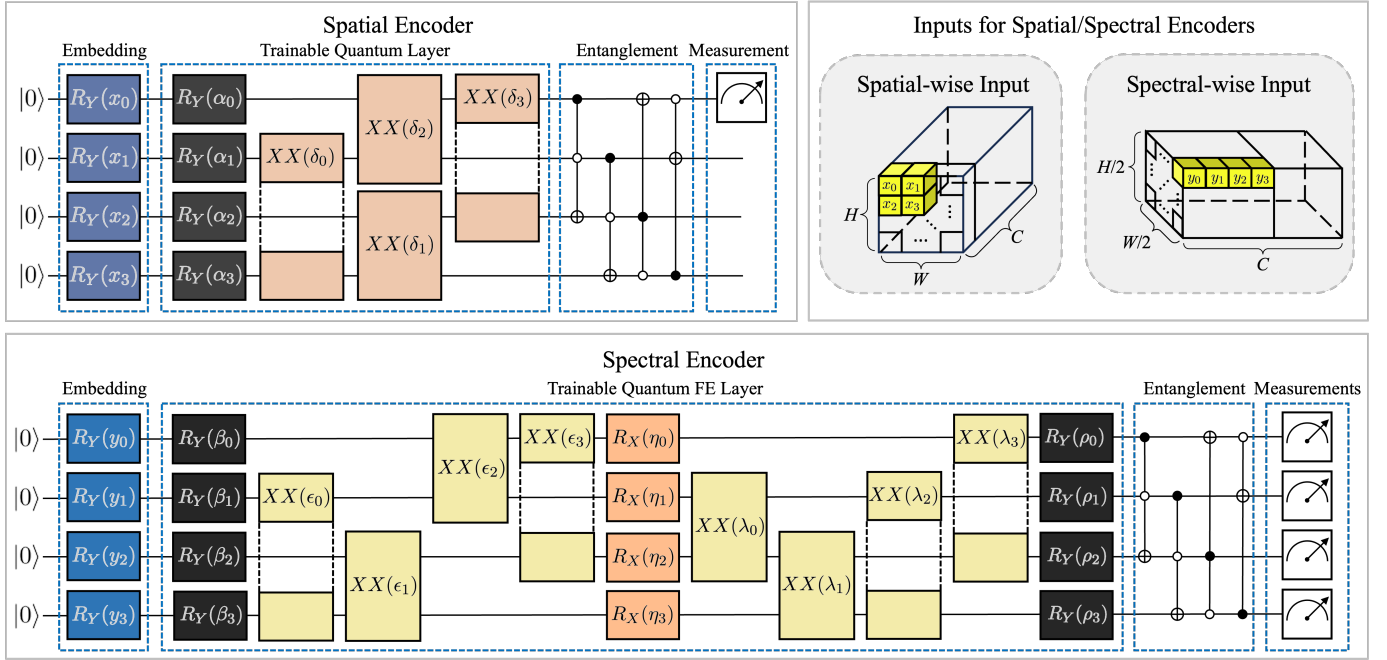 Spatial Encoder
Embedding Trainable Quantum Layer Entanglement Measurement
|0⟩ R_Y(x_0) R_Y(α_0) XX(δ_2) XX(δ_3)
|0⟩ R_Y(x_1) R_Y(α_1) XX(δ_0)
|0⟩ R_Y(x_2) R_Y(α_2) XX(δ_1)
|0⟩ R_Y(x_3) R_Y(α_3)
Inputs for Spatial/Spectral Encoders
Spatial-wise Input
x_0 x_1
x_2 x_3
...
...
H
W
C
Spectral-wise Input
y_0 y_1 y_2 y_3
...
...
...
H/2
W/2
C
Spectral Encoder
Embedding Trainable Quantum FE Layer Entanglement Measurements
|0⟩ R_Y(y_0) R_Y(β_0) XX(ϵ_2) XX(ϵ_3) R_X(η_0) XX(λ_3) R_Y(ρ_0)
|0⟩ R_Y(y_1) R_Y(β_1) XX(ϵ_0) R_X(η_1) XX(λ_0) XX(λ_2) R_Y(ρ_1)
|0⟩ R_Y(y_2) R_Y(β_2) XX(ϵ_1) R_X(η_2) XX(λ_1) R_Y(ρ_2)
|0⟩ R_Y(y_3) R_Y(β_3) R_X(η_3) R_Y(ρ_3)